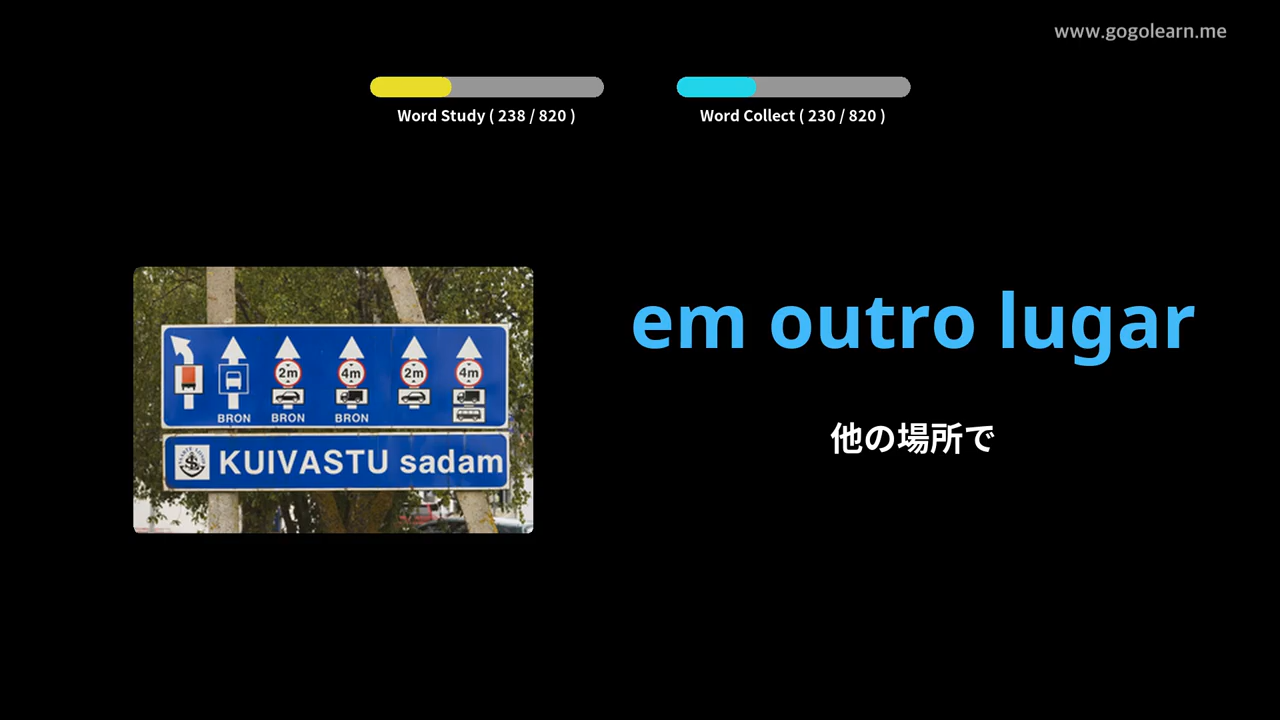 www.gogolearn.me
Word Study ( 238 / 820 )
Word Collect ( 230 / 820 )
em outro lugar
他の場所で
2m 4m 2m 4m
BRON BRON BRON
KUIVASTU sadam